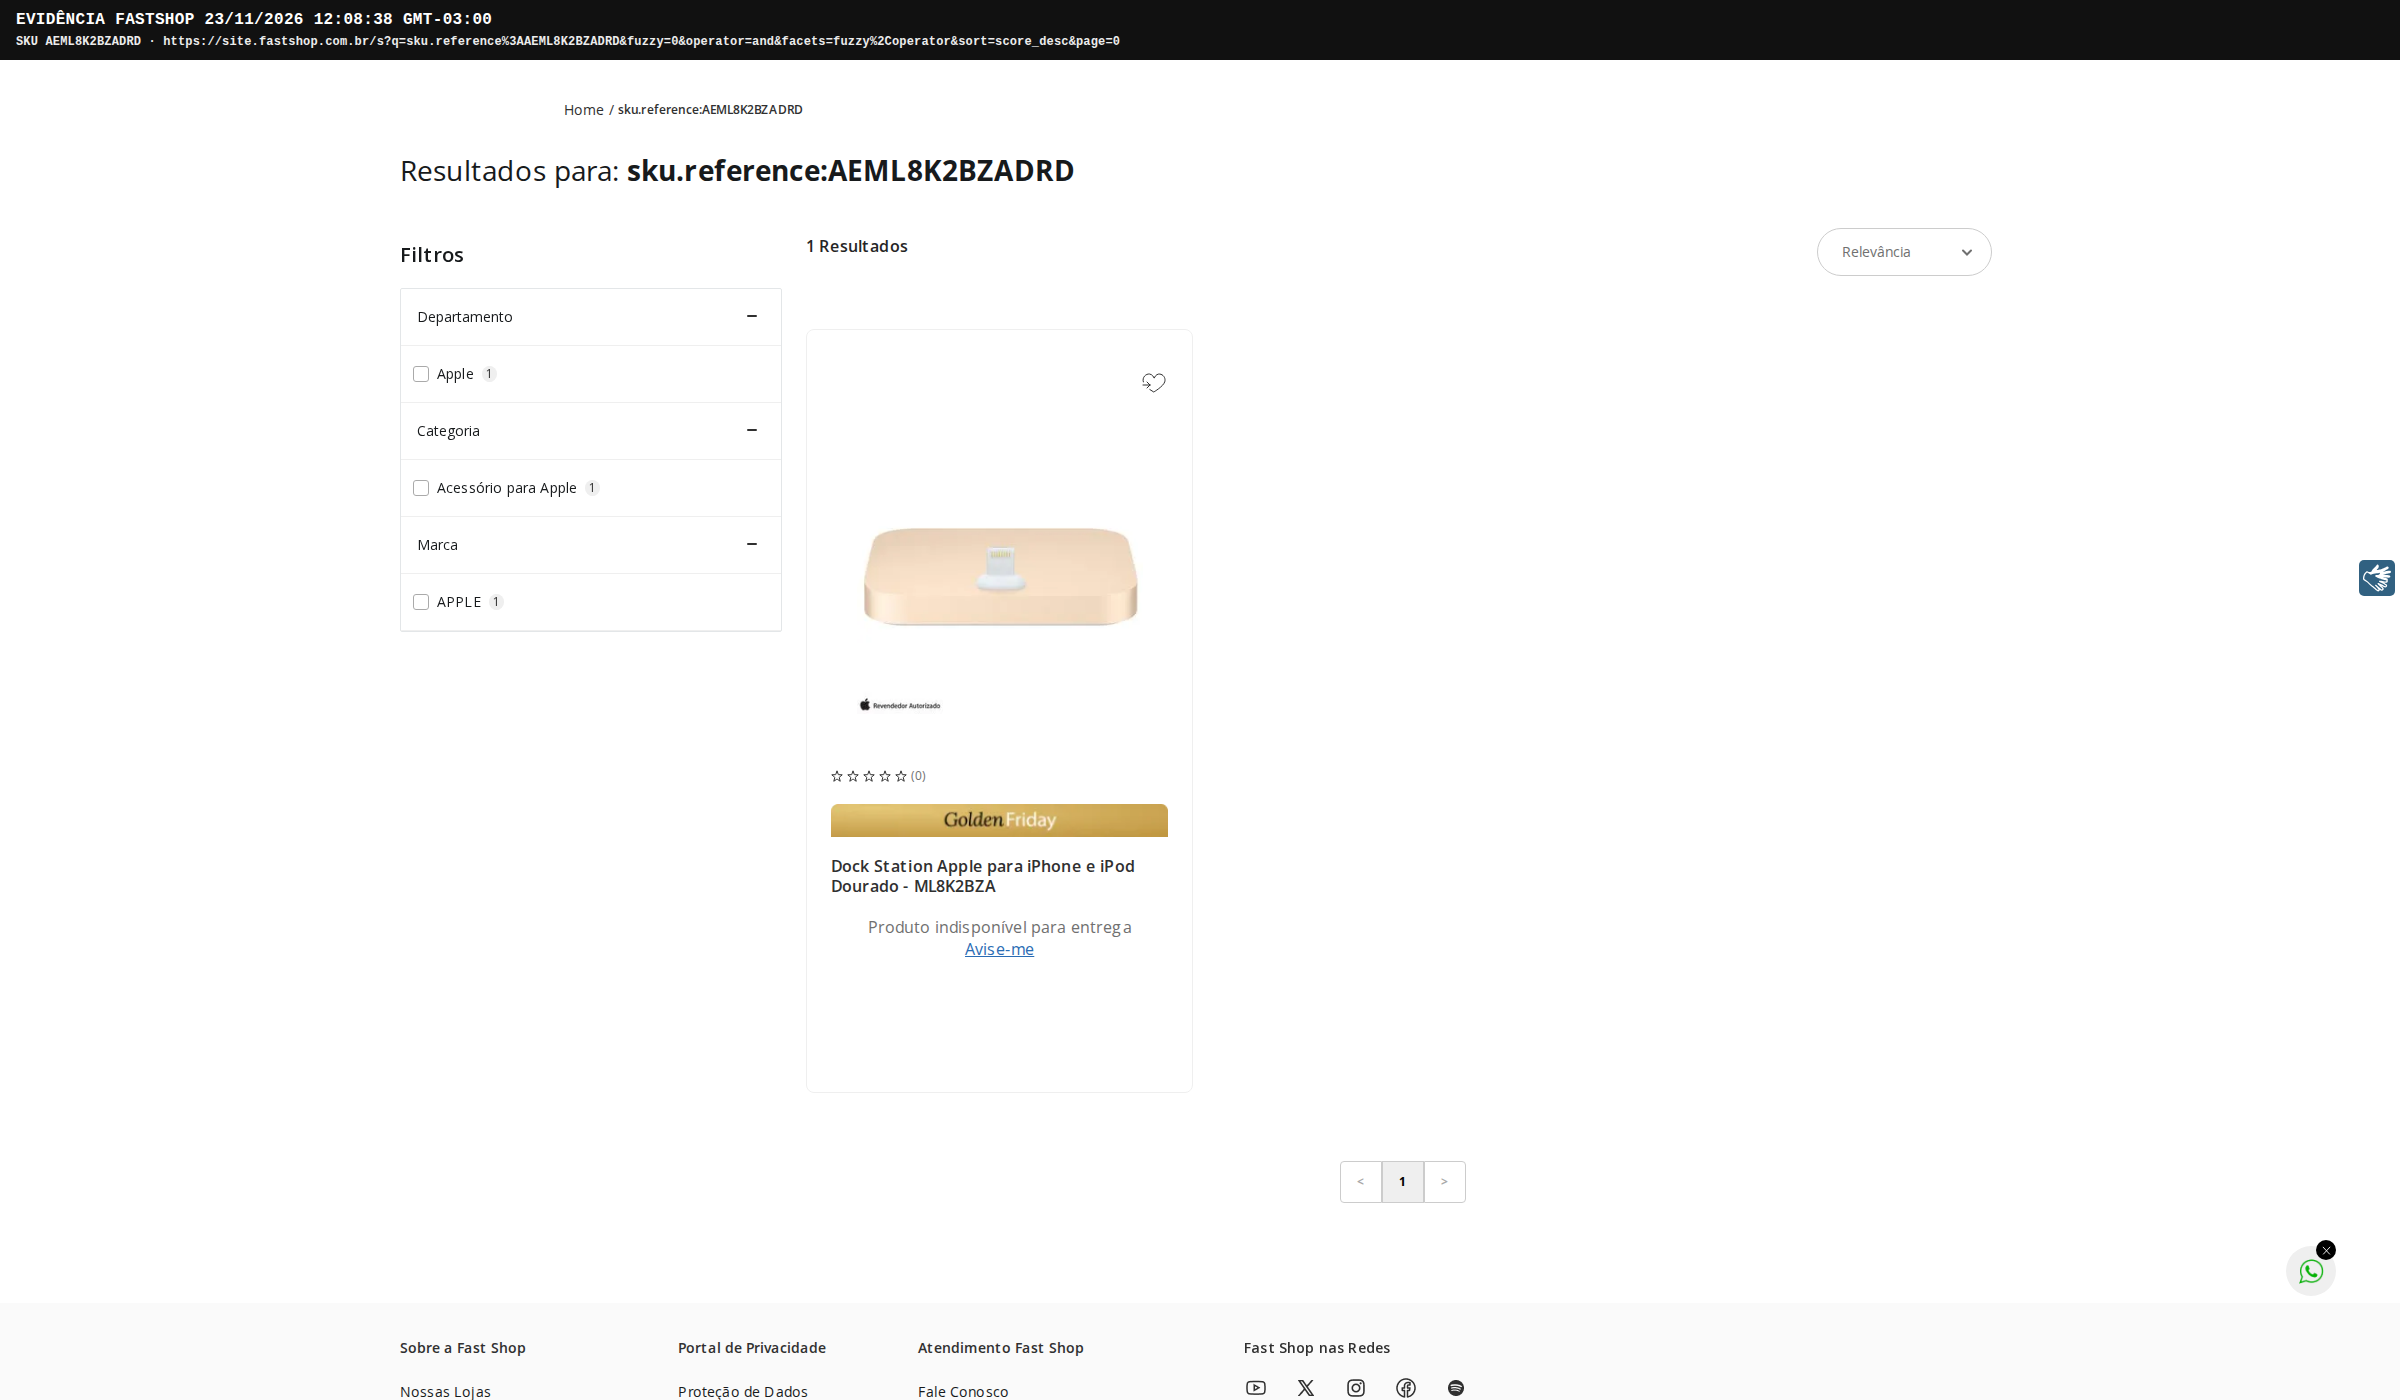 EVIDÊNCIA FASTSHOP 23/11/2026 12:08:38 GMT-03:00
SKU AEML8K2BZADRD · https://site.fastshop.com.br/s?q=sku.reference%3AAEML8K2BZADRD&fuzzy=0&operator=and&facets=fuzzy%2Coperator&sort=score_desc&page=0
Home / sku.reference:AEML8K2BZADRD
Resultados para: sku.reference:AEML8K2BZADRD
Filtros
1 Resultados
Relevância
Departamento
Apple 1
Categoria
Acessório para Apple 1
Marca
APPLE 1
Revendedor Autorizado
(0)
Golden Friday
Dock Station Apple para iPhone e iPod
Dourado - ML8K2BZA
Produto indisponível para entrega
Avise-me
< 1 >
Sobre a Fast Shop
Portal de Privacidade
Atendimento Fast Shop
Fast Shop nas Redes
Nossas Lojas
Proteção de Dados
Fale Conosco